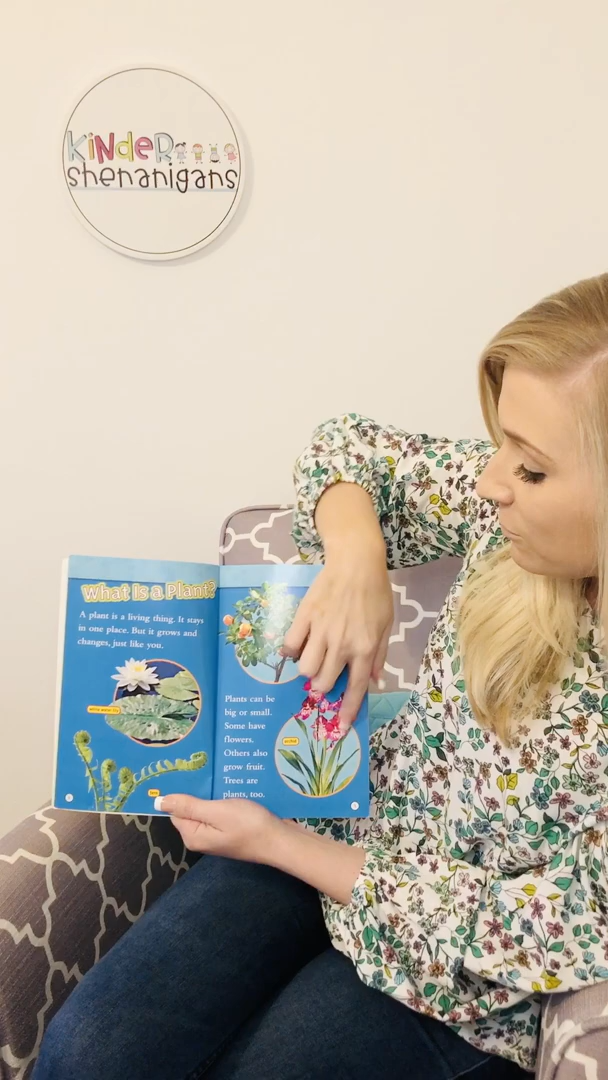 KiNdeR
shenanigans
What is a Plant?
A plant is a living thing. It stays
in one place. But it grows and
changes, just like you.
Plants can be
big or small.
Some have
flowers.
Others also
grow fruit.
Trees are
plants, too.